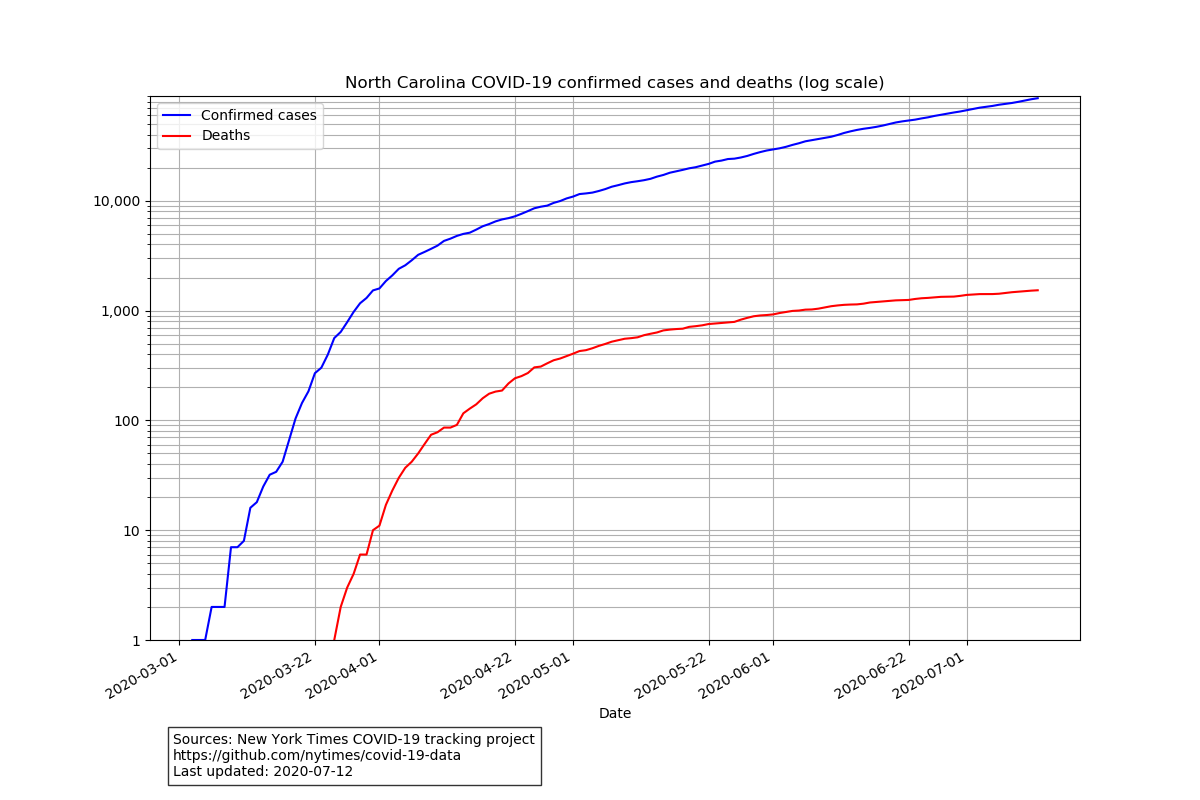 North Carolina COVID-19 confirmed cases and deaths (log scale)
Confirmed cases
Deaths
10,000
1,000
100
10
1
2020-03-01
2020-03-22
2020-04-01
2020-04-22
2020-05-01
2020-05-22
2020-06-01
2020-06-22
2020-07-01
Date
Sources: New York Times COVID-19 tracking project
https://github.com/nytimes/covid-19-data
Last updated: 2020-07-12